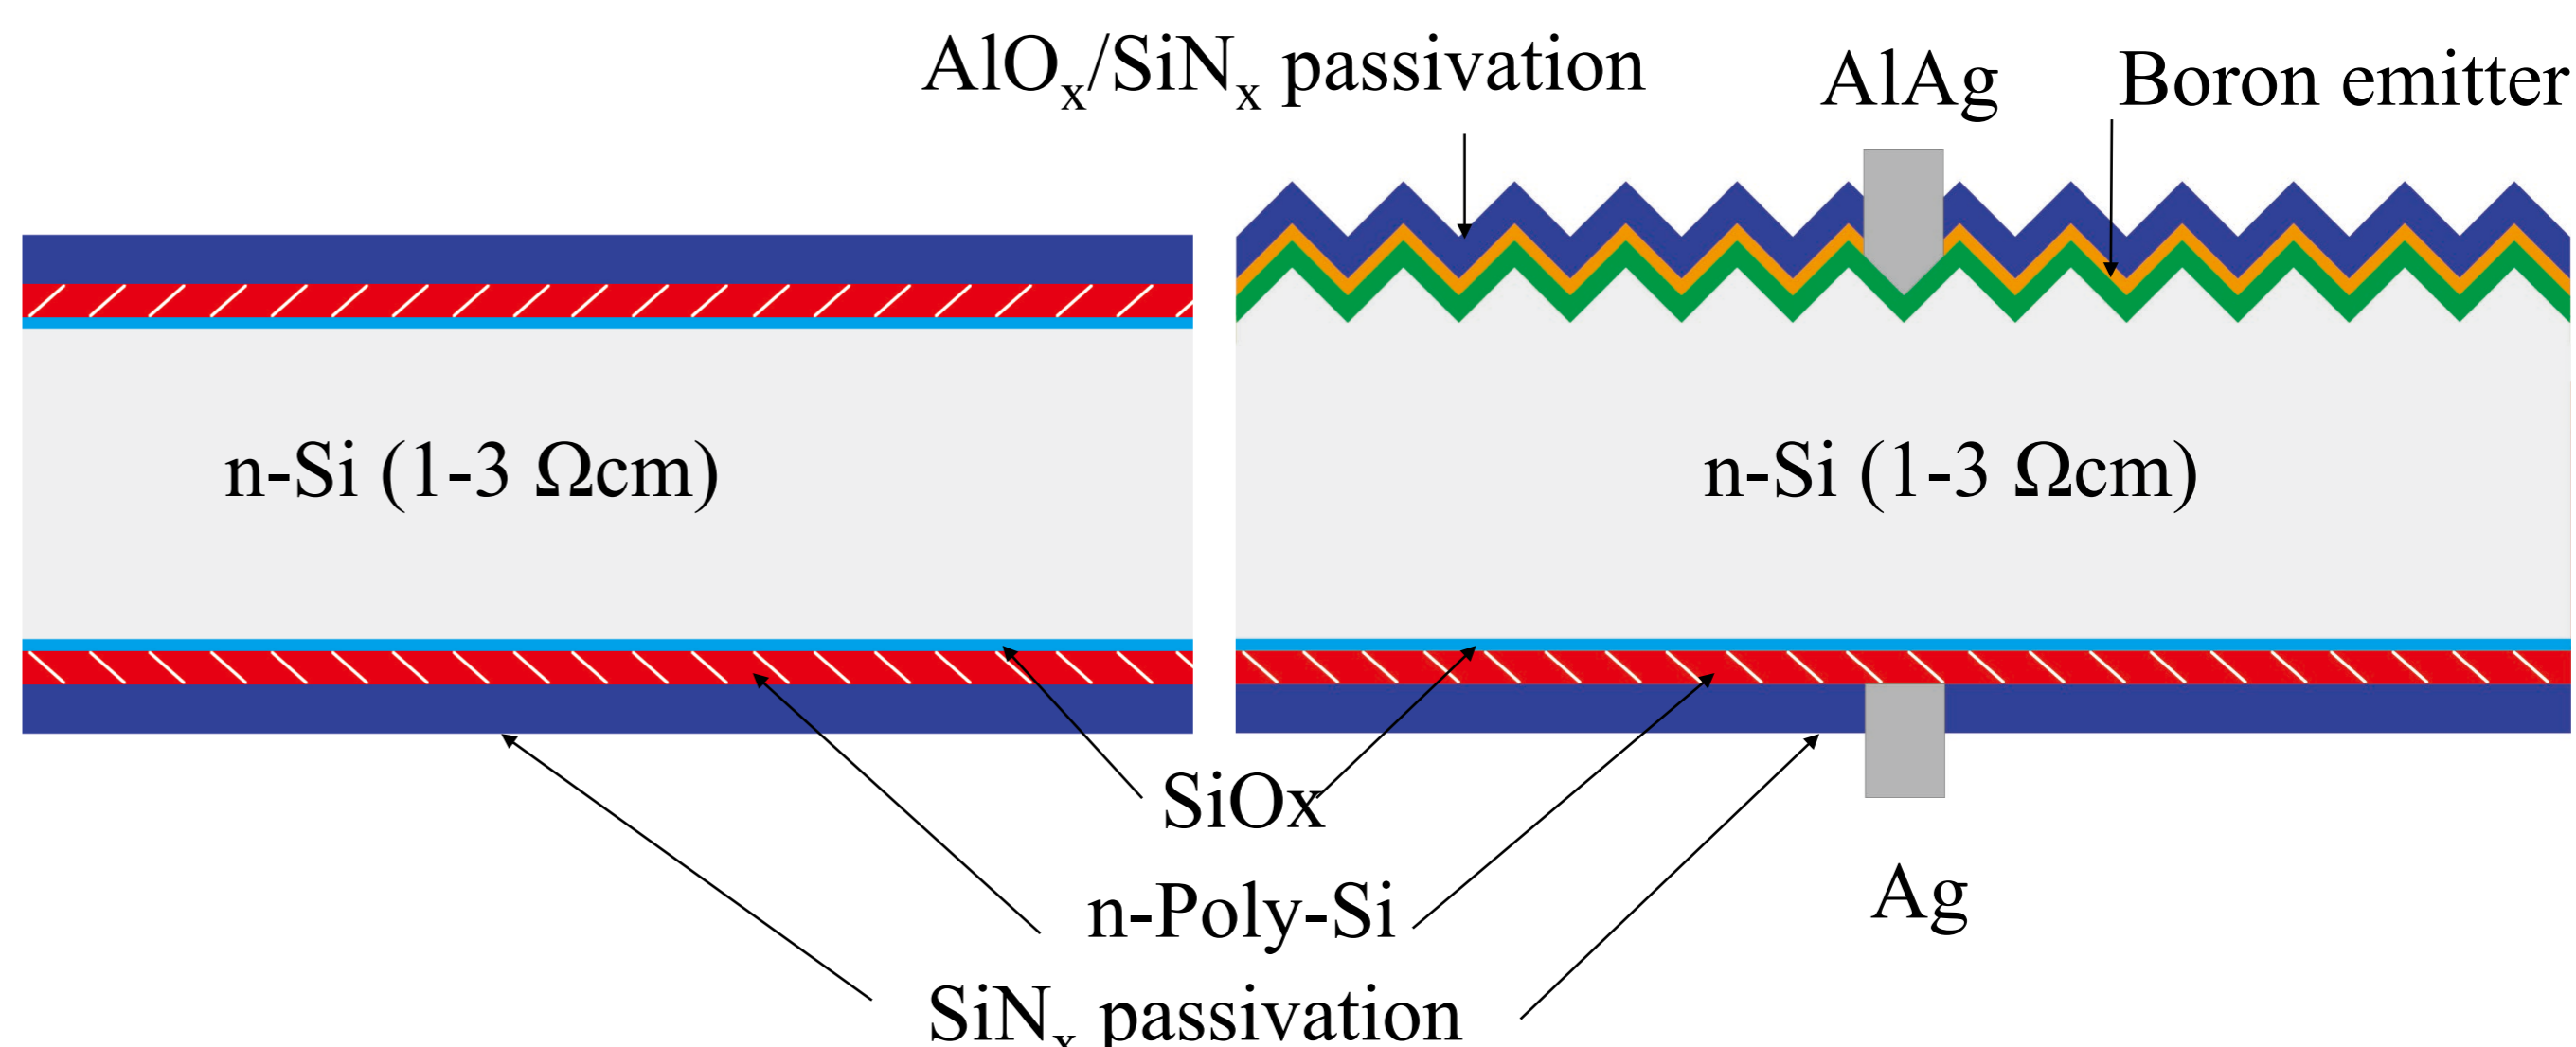 AlOₓ/SiNₓ passivation
AlAg
Boron emitter
n-Si (1-3 Ωcm)
n-Si (1-3 Ωcm)
SiOx
n-Poly-Si
Ag
SiNₓ passivation